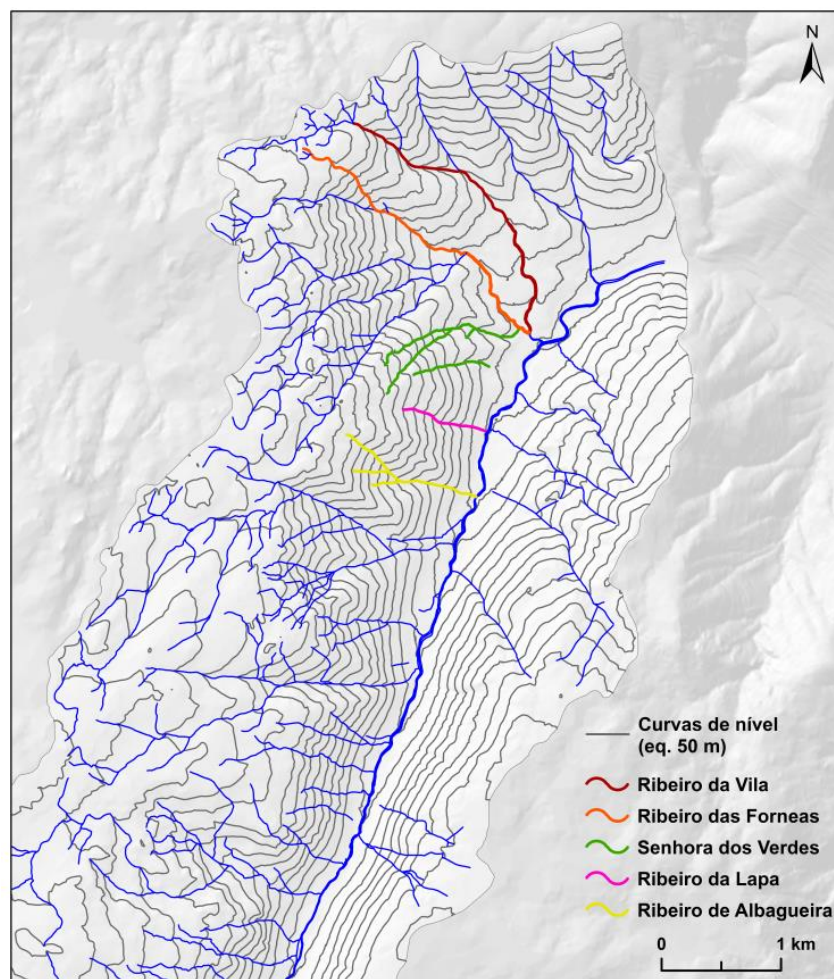 N
Curvas de nível
(eq. 50 m)
Ribeiro da Vila
Ribeiro das Forneas
Senhora dos Verdes
Ribeiro da Lapa
Ribeiro de Albagueira
0 1 km